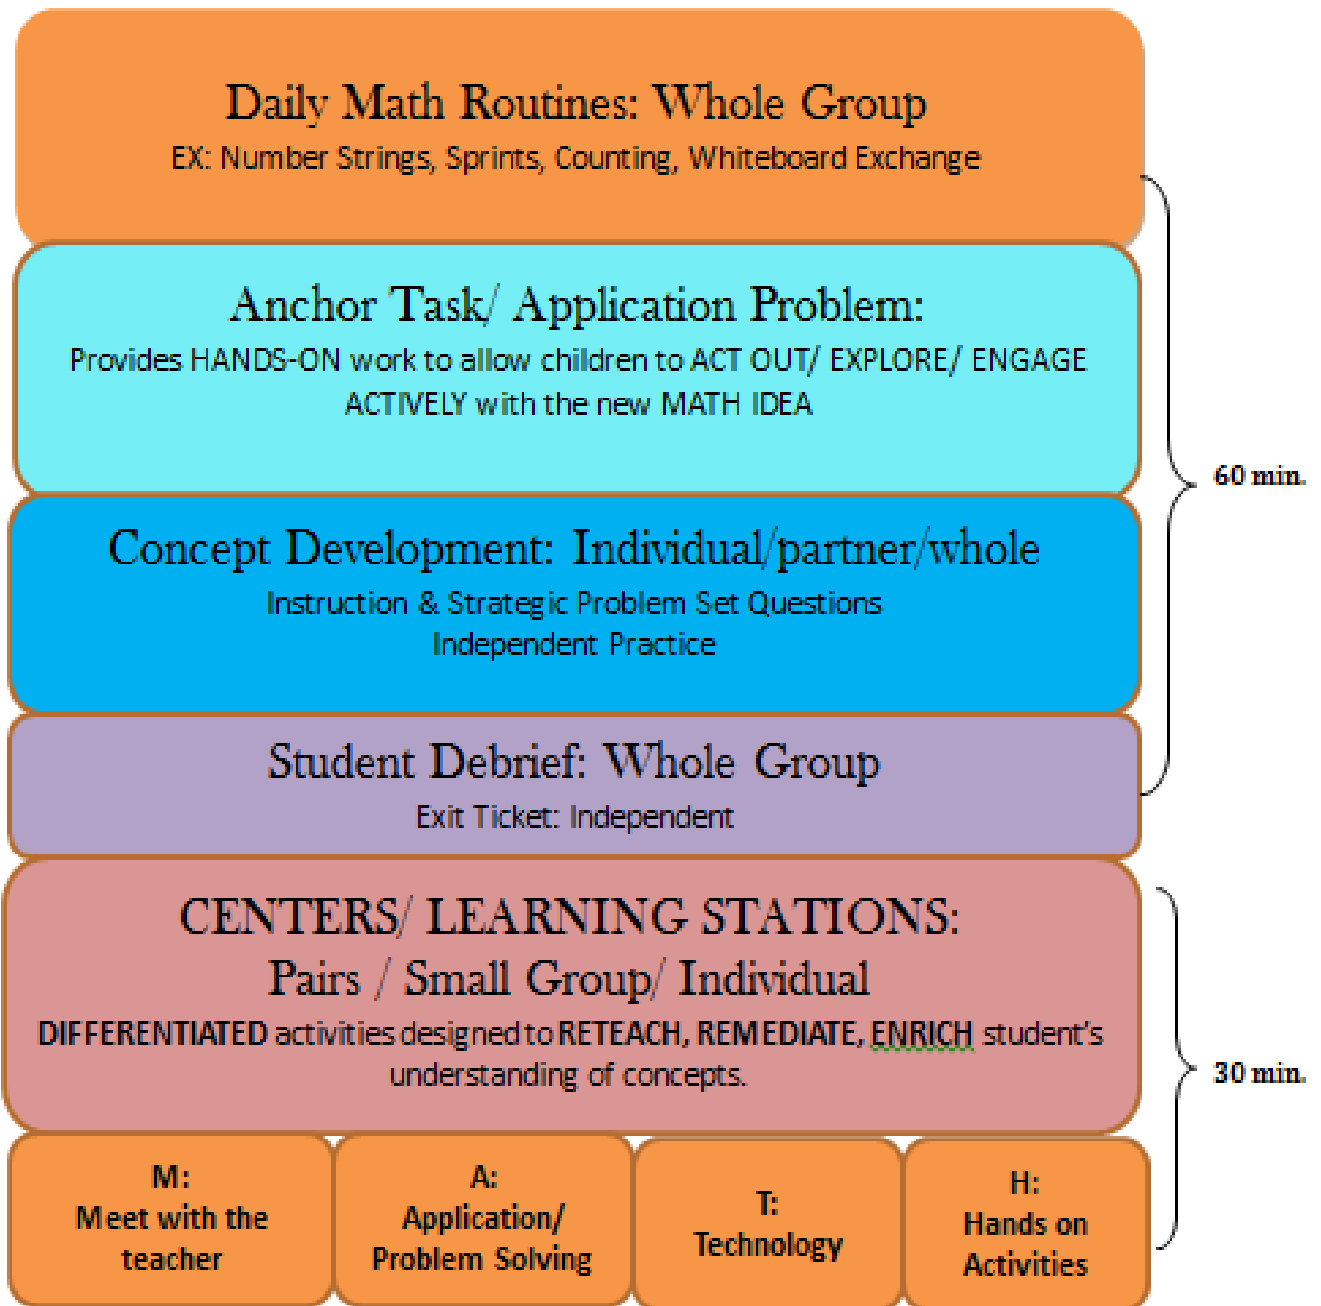 Daily Math Routines: Whole Group
EX: Number Strings, Sprints, Counting, Whiteboard Exchange
Anchor Task/ Application Problem:
Provides HANDS-ON work to allow children to ACT OUT/ EXPLORE/ ENGAGE
ACTIVELY with the new MATH IDEA
60 min.
Concept Development: Individual/partner/whole
Instruction & Strategic Problem Set Questions
Independent Practice
Student Debrief: Whole Group
Exit Ticket: Independent
CENTERS/ LEARNING STATIONS:
Pairs / Small Group/ Individual
DIFFERENTIATED activities designed to RETEACH, REMEDIATE, ENRICH student's
understanding of concepts.
30 min.
M:
Meet with the
teacher
A:
Application/
Problem Solving
T:
Technology
H:
Hands on
Activities